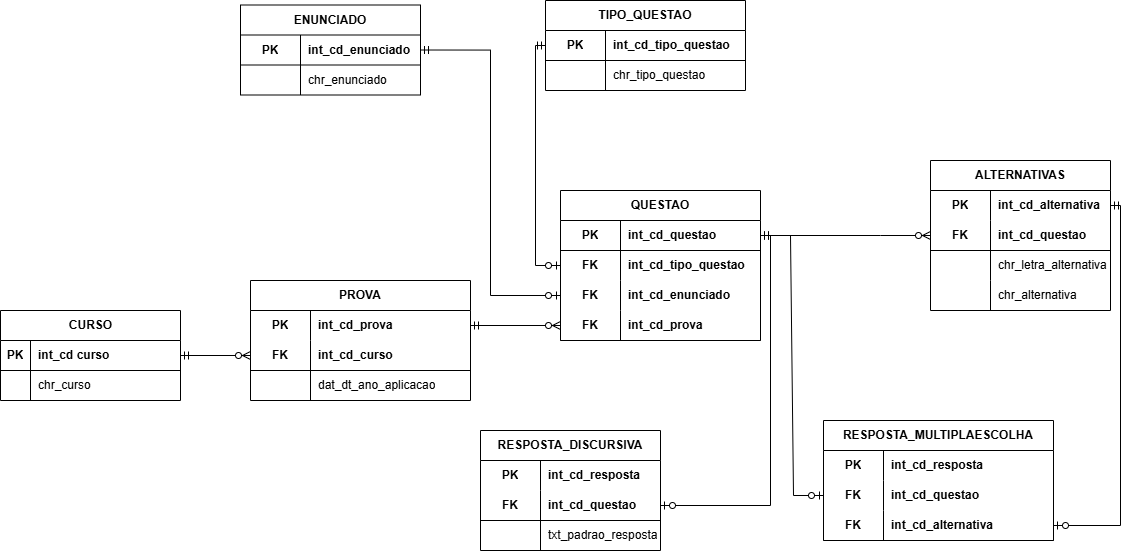 ENUNCIADO
PK int_cd_enunciado
chr_enunciado
TIPO_QUESTAO
PK int_cd_tipo_questao
chr_tipo_questao
ALTERNATIVAS
PK int_cd_alternativa
FK int_cd_questao
chr_letra_alternativa
chr_alternativa
QUESTAO
PK int_cd_questao
FK int_cd_tipo_questao
FK int_cd_enunciado
FK int_cd_prova
PROVA
PK int_cd_prova
FK int_cd_curso
dat_dt_ano_aplicacao
CURSO
PK int_cd curso
chr_curso
RESPOSTA_DISCURSIVA
PK int_cd_resposta
FK int_cd_questao
txt_padrao_resposta
RESPOSTA_MULTIPLAESCOLHA
PK int_cd_resposta
FK int_cd_questao
FK int_cd_alternativa